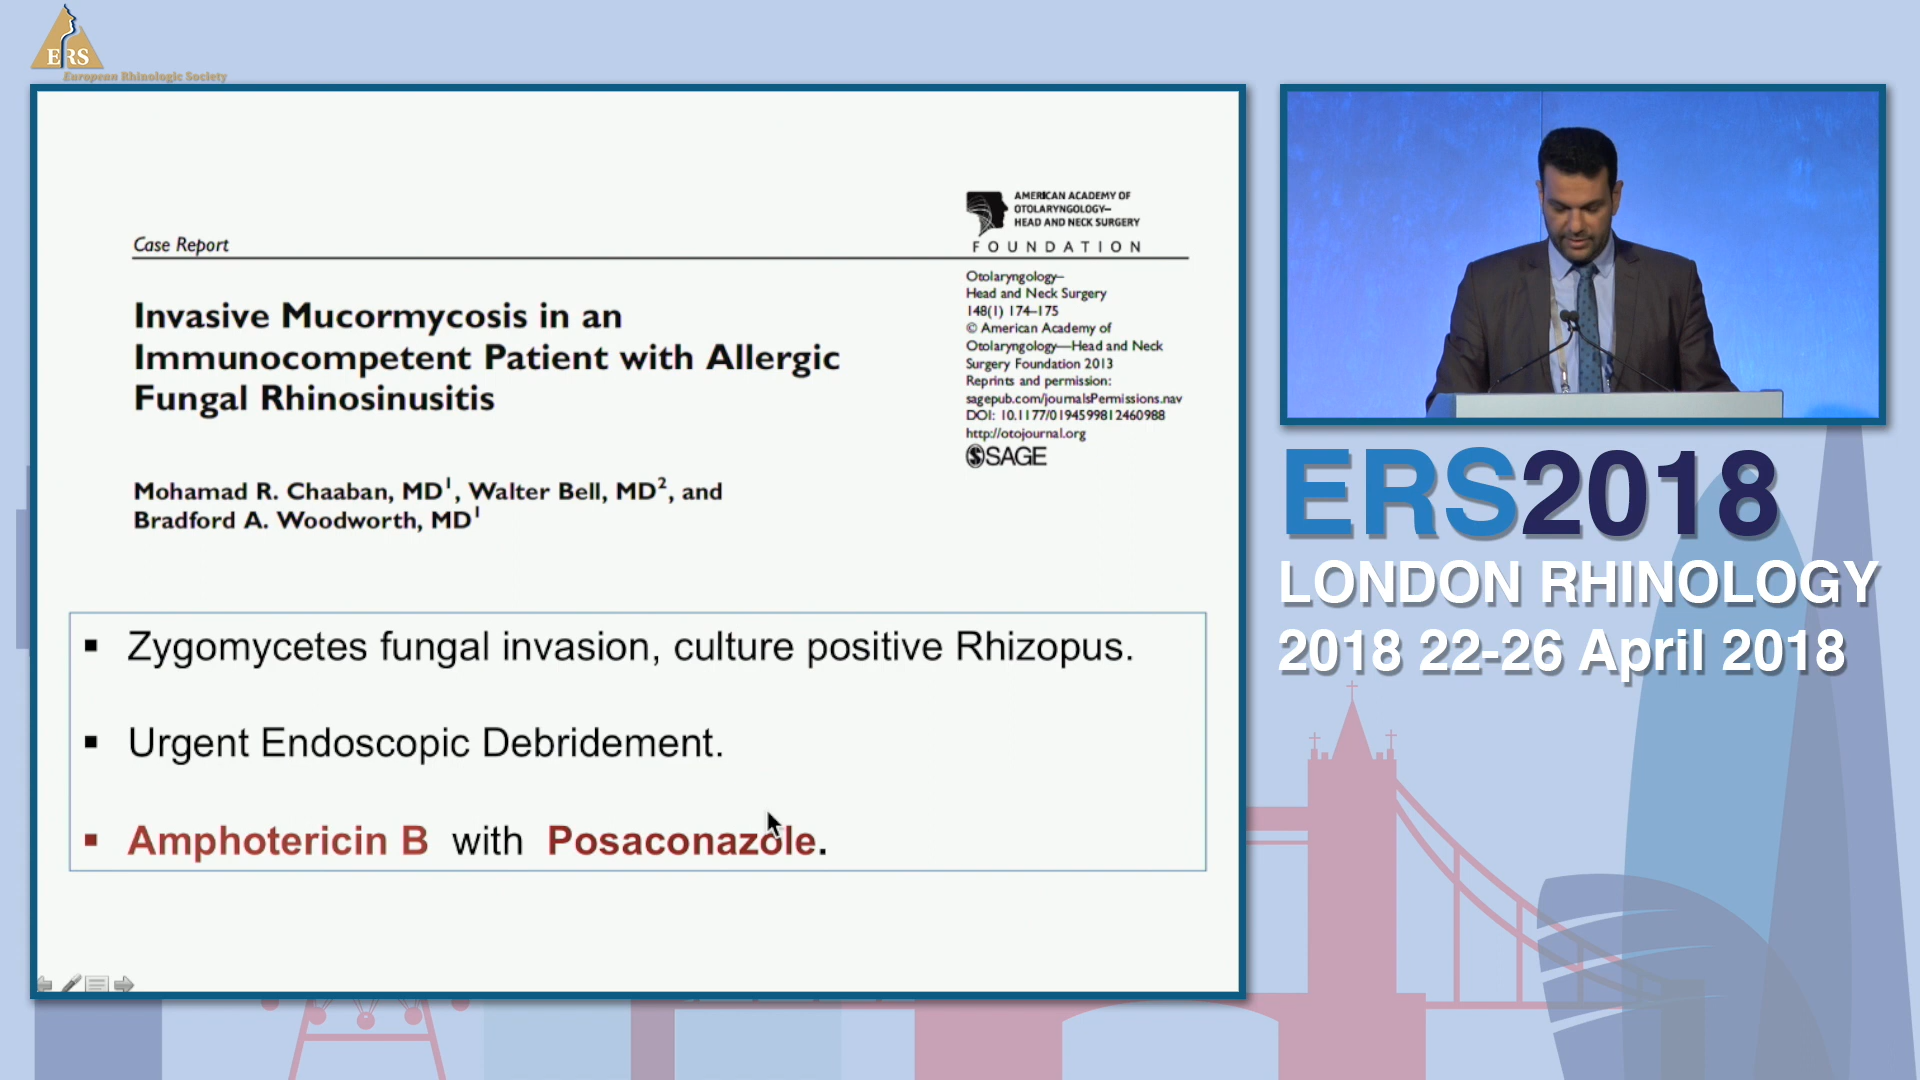 ERS
European Rhinologic Society
AMERICAN ACADEMY OF
OTOLARYNGOLOGY–
HEAD AND NECK SURGERY
FOUNDATION
Case Report
Invasive Mucormycosis in an
Immunocompetent Patient with Allergic
Fungal Rhinosinusitis
Otolaryngology–
Head and Neck Surgery
148(1) 174–175
© American Academy of
Otolaryngology—Head and Neck
Surgery Foundation 2013
Reprints and permission:
sagepub.com/journalsPermissions.nav
DOI: 10.1177/0194599812460988
http://otojournal.org
SAGE
Mohamad R. Chaaban, MD¹, Walter Bell, MD², and
Bradford A. Woodworth, MD¹
▪ Zygomycetes fungal invasion, culture positive Rhizopus.
▪ Urgent Endoscopic Debridement.
▪ Amphotericin B with Posaconazole.
ERS2018
LONDON RHINOLOGY
2018 22-26 April 2018